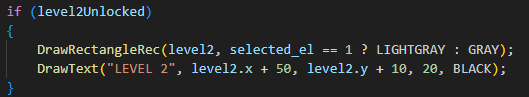 if (level2Unlocked)
{
    DrawRectangleRec(level2, selected_el == 1 ? LIGHTGRAY : GRAY);
    DrawText("LEVEL 2", level2.x + 50, level2.y + 10, 20, BLACK);
}